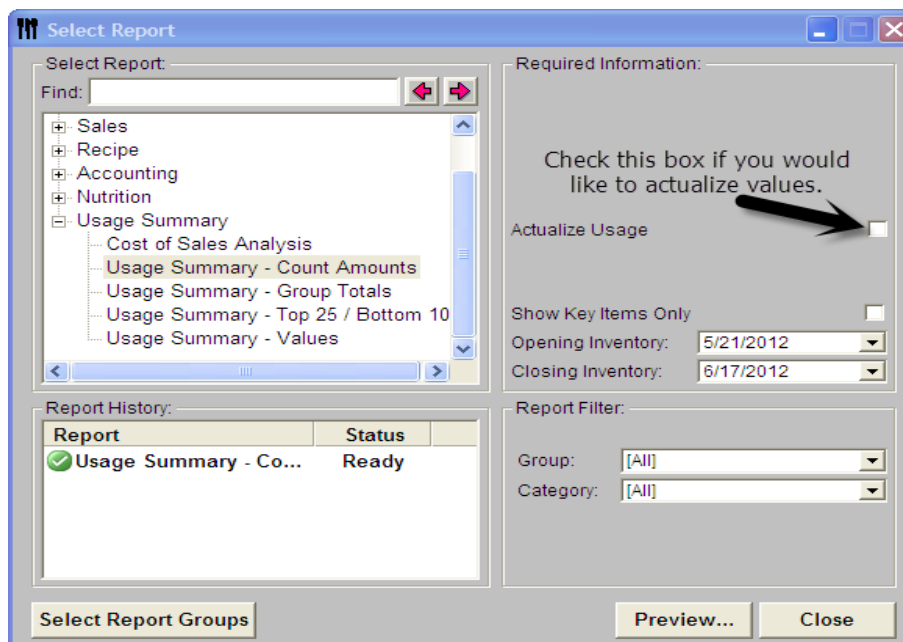 Select Report
Select Report:
Find:
Sales
Recipe
Accounting
Nutrition
Usage Summary
Cost of Sales Analysis
Usage Summary - Count Amounts
Usage Summary - Group Totals
Usage Summary - Top 25 / Bottom 10
Usage Summary - Values
Required Information:
Check this box if you would
like to actualize values.
Actualize Usage
Show Key Items Only
Opening Inventory: 5/21/2012
Closing Inventory: 6/17/2012
Report History:
Report Status
Usage Summary - Co... Ready
Report Filter:
Group: [All]
Category: [All]
Select Report Groups
Preview... Close